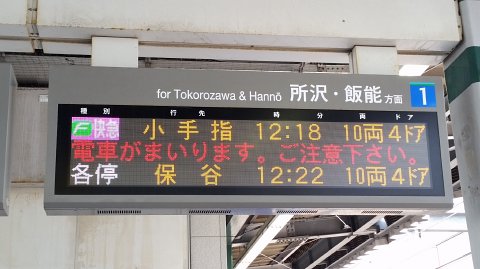 for Tokorozawa & Hannō 所沢・飯能 方面 1
種別 行先 時 分 両 ドア
F快急 小手指 12:18 10両 4ドア
電車がまいります。ご注意下さい。
各停 保谷 12:22 10両 4ドア